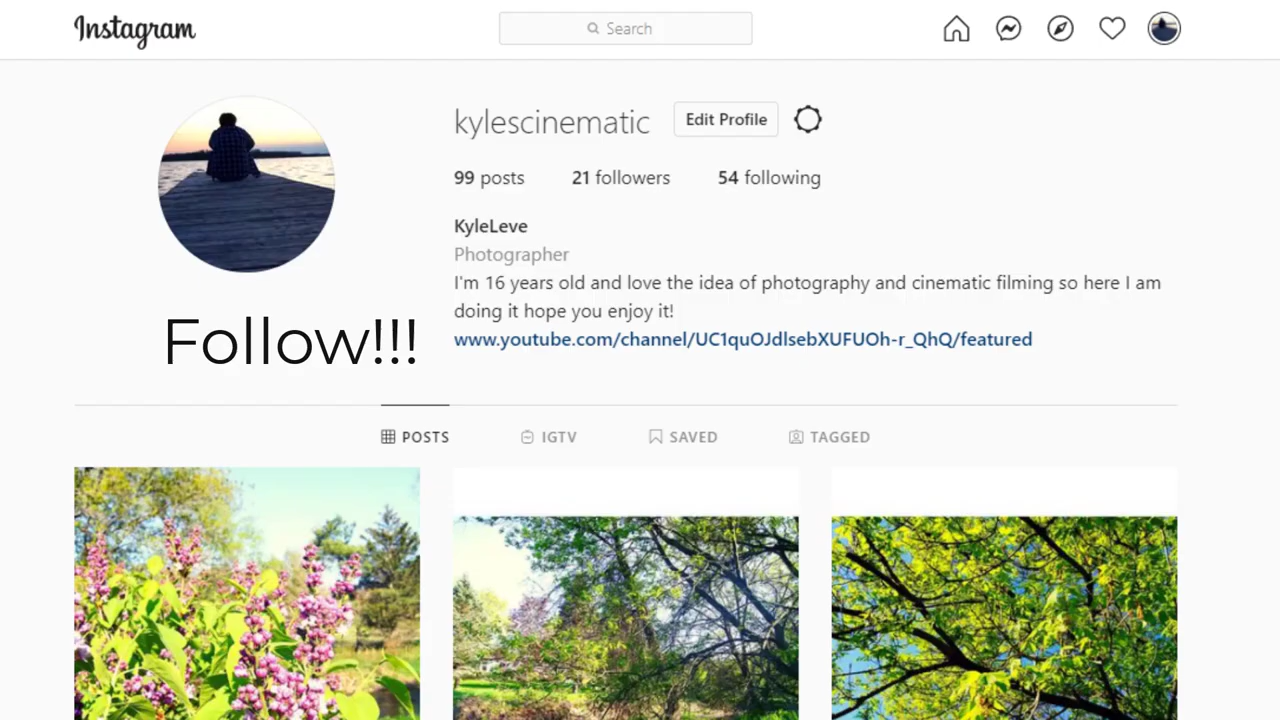 Instagram
Search
kylescinematic
Edit Profile
99 posts
21 followers
54 following
KyleLeve
Photographer
I'm 16 years old and love the idea of photography and cinematic filming so here I am
doing it hope you enjoy it!
www.youtube.com/channel/UC1quOJdlsebXUFUOh-r_QhQ/featured
Follow!!!
POSTS
IGTV
SAVED
TAGGED